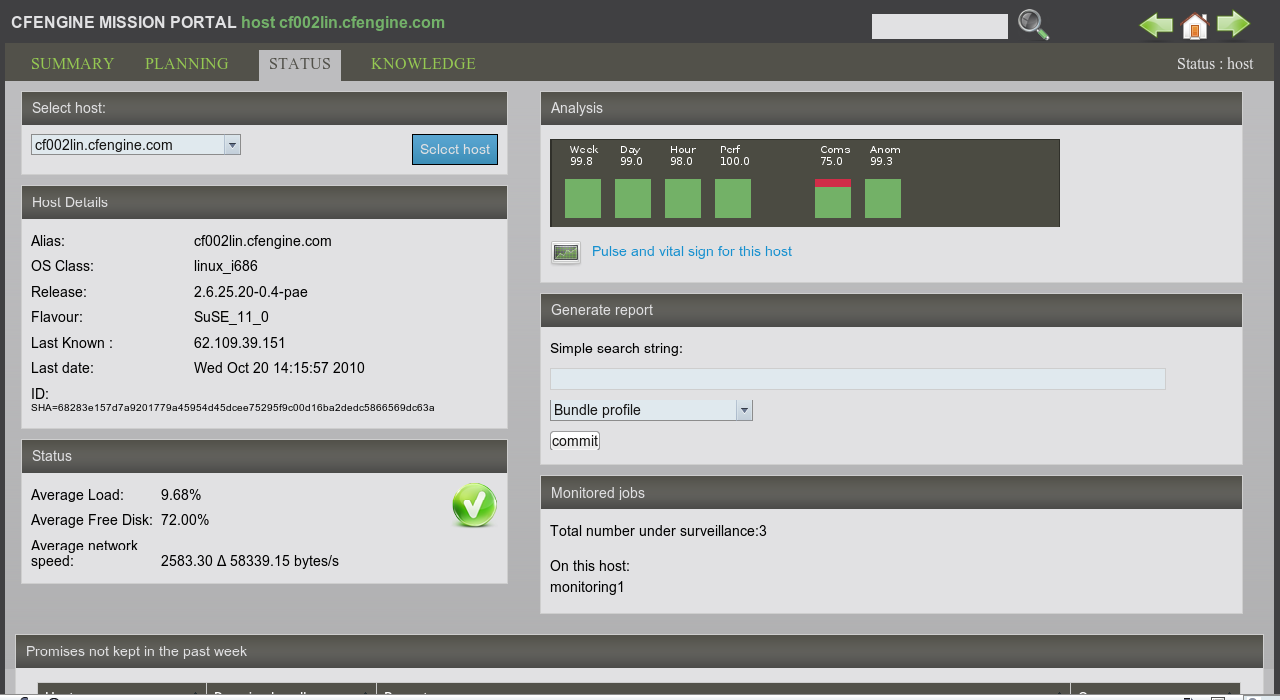 CFENGINE MISSION PORTAL host cf002lin.cfengine.com
SUMMARY PLANNING STATUS KNOWLEDGE Status : host
Select host:
cf002lin.cfengine.com Select host
Host Details
Alias: cf002lin.cfengine.com
OS Class: linux_i686
Release: 2.6.25.20-0.4-pae
Flavour: SuSE_11_0
Last Known : 62.109.39.151
Last date: Wed Oct 20 14:15:57 2010
ID:
SHA=68283e157d7a9201779a45954d45dcee75295f9c00d16ba2dedc5866569dc63a
Status
Average Load: 9.68%
Average Free Disk: 72.00%
Average network
speed: 2583.30 Δ 58339.15 bytes/s
Analysis
Week Day Hour Perf Coms Anom
99.8 99.0 98.0 100.0 75.0 99.3
Pulse and vital sign for this host
Generate report
Simple search string:
Bundle profile
commit
Monitored jobs
Total number under surveillance:3
On this host:
monitoring1
Promises not kept in the past week